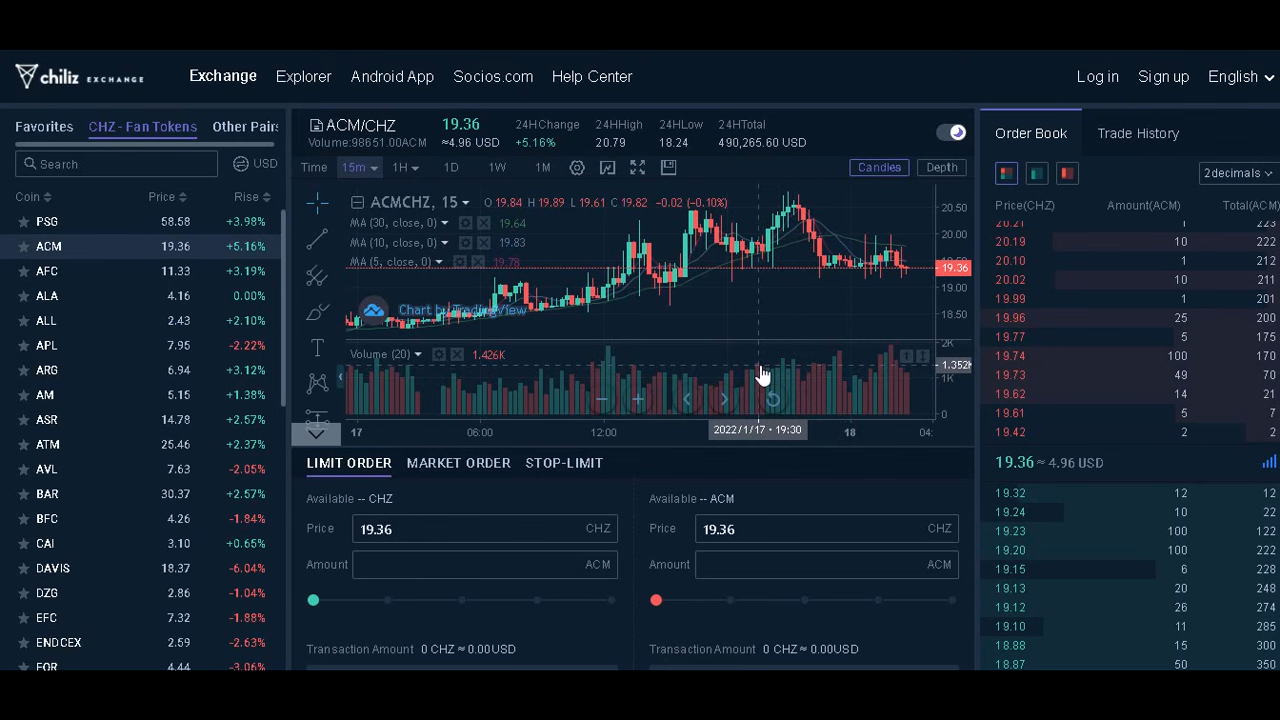 chiliz EXCHANGE
Exchange Explorer Android App Socios.com Help Center
Log in Sign up English
Favorites CHZ - Fan Tokens Other Pairs
Search
USD
Coin Price Rise
PSG 58.58 +3.98%
ACM 19.36 +5.16%
AFC 11.33 +3.19%
ALA 4.16 0.00%
ALL 2.43 +2.10%
APL 7.95 -2.22%
ARG 6.94 +3.12%
AM 5.15 +1.38%
ASR 28.74 +2.09%
ATM 25.46 +2.37%
AVL 7.63 -2.05%
BAR 30.37 +2.57%
BFC 4.26 -1.84%
CAI 3.10 +0.65%
DAVIS 18.37 -6.04%
DZG 2.86 -1.04%
EFC 7.32 -1.88%
ENDCEX 2.59 -2.63%
FOR 4.44 -3.06%
ACM/CHZ
Volume:98651.00ACM
19.36
≈4.96 USD
24HChange
+5.16%
24HHigh
20.79
24HLow
18.24
24HTotal
490,265.60 USD
Time 15m 1H 1D 1W 1M
Candles Depth
ACMCHZ, 15 O 19.84 H 19.89 L 19.61 C 19.82 -0.02 (-0.10%)
MA (30, close, 0) 19.64
MA (10, close, 0) 19.83
MA (5, close, 0) 19.78
Chart by TradingView
20.50
20.00
19.36
19.00
18.50
Volume (20) 1.426K
2K
1.352K
1K
0
17 06:00 12:00 2022/1/17 - 19:30 18 04:
LIMIT ORDER MARKET ORDER STOP-LIMIT
Available -- CHZ
Price 19.36 CHZ
Amount ACM
Transaction Amount 0 CHZ ≈ 0.00USD
Available -- ACM
Price 19.36 CHZ
Amount ACM
Transaction Amount 0 CHZ ≈ 0.00USD
Order Book Trade History
2decimals
Price(CHZ) Amount(ACM) Total(ACM)
20.21 1 223
20.19 10 222
20.10 1 212
20.02 10 211
19.99 1 201
19.96 25 200
19.77 5 175
19.74 100 170
19.73 49 70
19.62 14 21
19.61 5 7
19.42 2 2
19.36 ≈ 4.96 USD
19.32 12 12
19.24 10 22
19.23 100 122
19.20 100 222
19.15 6 228
19.13 20 248
19.12 26 274
19.10 11 285
18.88 15 300
18.87 50 350